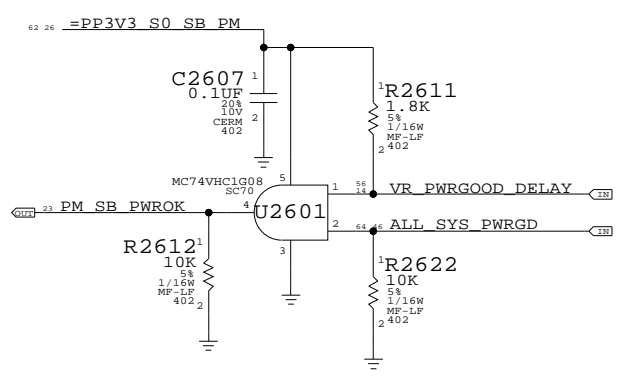 62 26 =PP3V3_S0_SB_PM
C2607 1
0.1UF
20%
10V
CERM 2
402
1 R2611
1.8K
5%
1/16W
MF-LF
2 402
MC74VHC1G08 5
SC70
OUT 23 PM_SB_PWROK 4
U2601
1 56
14 VR_PWRGOOD_DELAY IN
2 64 46 ALL_SYS_PWRGD IN
3
R2612 1
10K
5%
1/16W
MF-LF
402 2
1 R2622
10K
5%
1/16W
MF-LF
2 402